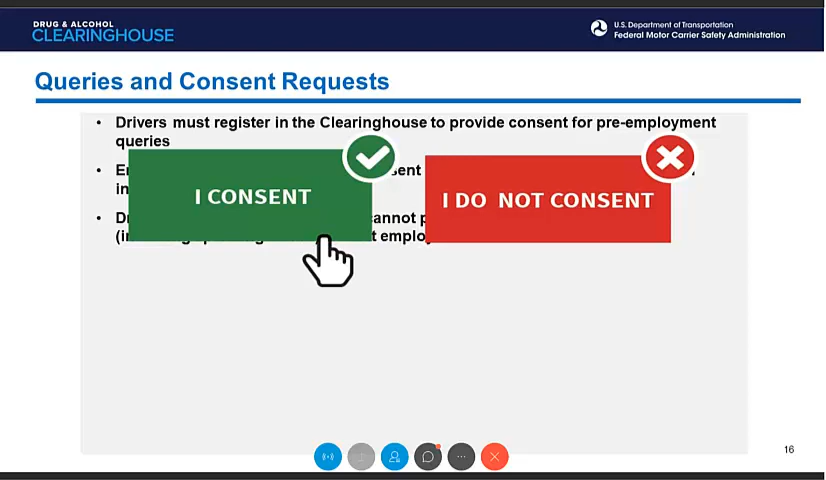 DRUG & ALCOHOL
CLEARINGHOUSE
U.S. Department of Transportation
Federal Motor Carrier Safety Administration
Queries and Consent Requests
• Drivers must register in the Clearinghouse to provide consent for pre-employment
queries
I CONSENT
I DO NOT CONSENT
cannot
16